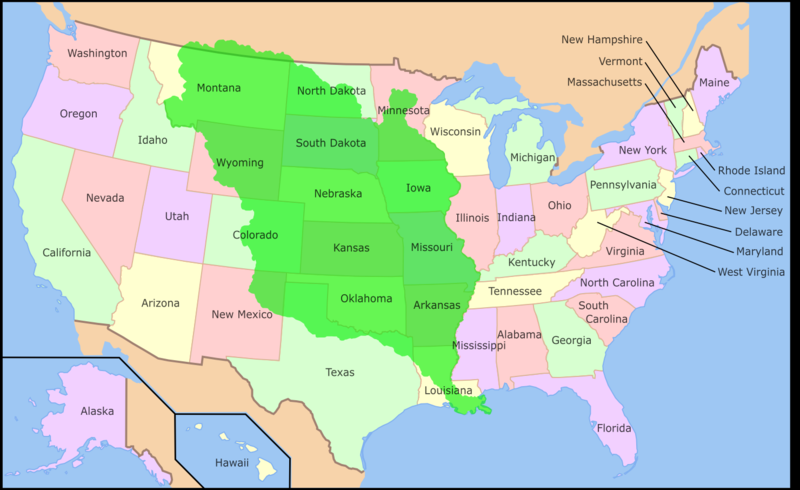 New Hampshire
Vermont
Massachusetts
Washington
Montana
North Dakota
Minnesota
Maine
Oregon
Idaho
Wisconsin
South Dakota
Michigan
New York
Wyoming
Rhode Island
Nevada
Nebraska
Iowa
Pennsylvania
Connecticut
Utah
Illinois
Indiana
Ohio
New Jersey
Colorado
Kansas
Missouri
Delaware
California
Virginia
Maryland
Kentucky
West Virginia
Arizona
Oklahoma
Arkansas
Tennessee
North Carolina
New Mexico
South
Carolina
Mississippi
Alabama
Georgia
Texas
Louisiana
Alaska
Florida
Hawaii